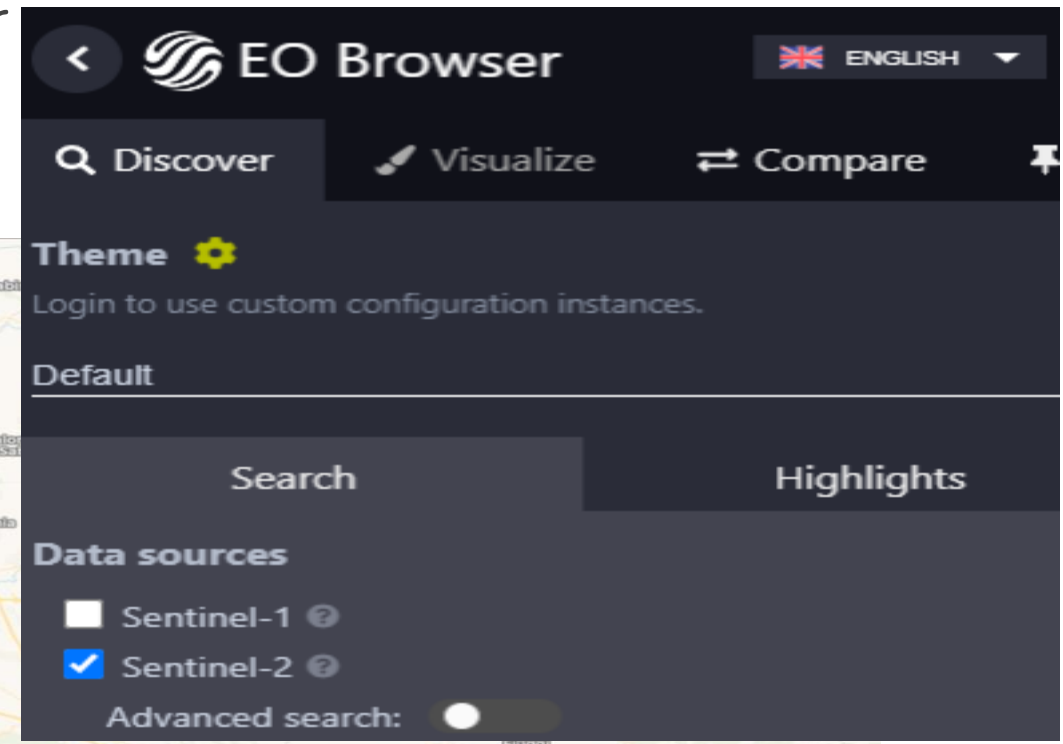 EO Browser
ENGLISH
Discover Visualize Compare
Theme
Login to use custom configuration instances.
Default
Search Highlights
Data sources
Sentinel-1
Sentinel-2
Advanced search: